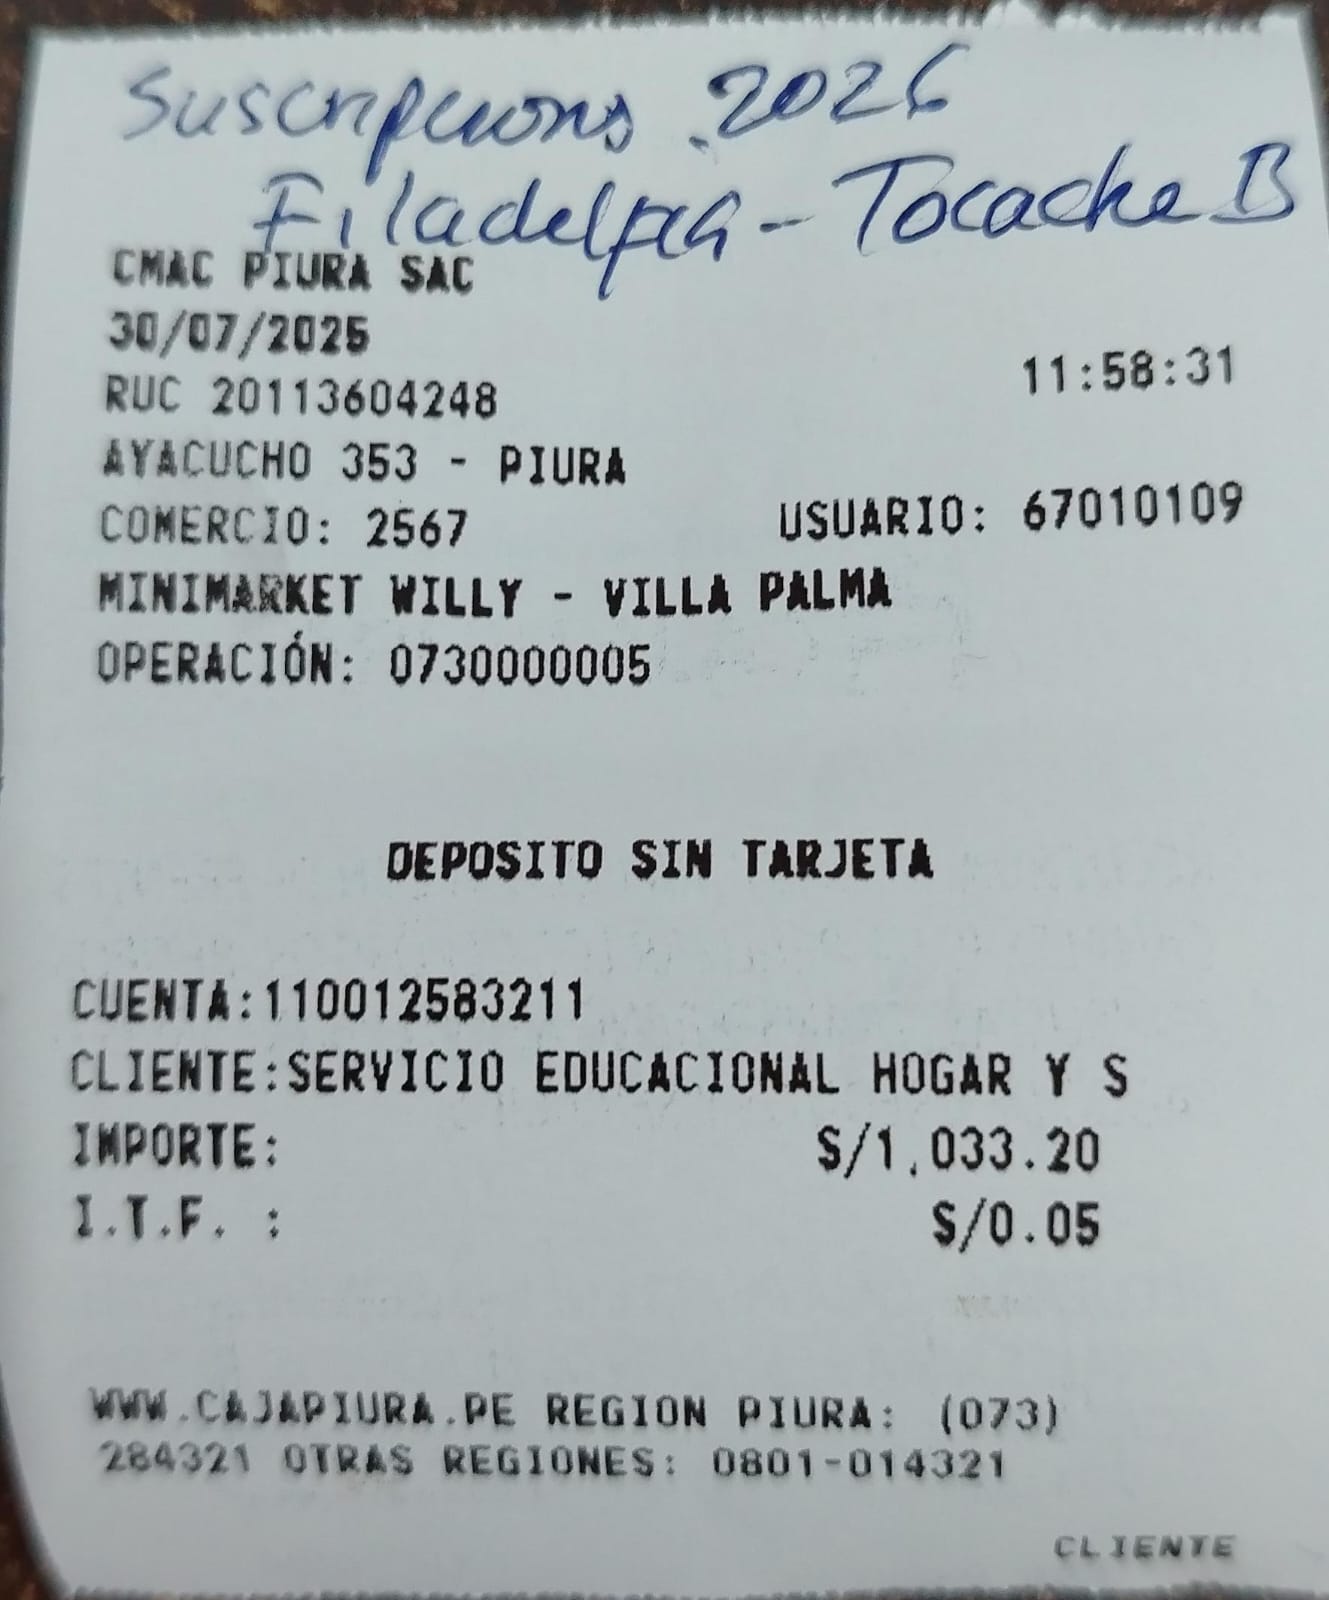 Suscripciones .2026
Filadelfia - Tocache B
CMAC PIURA SAC
30/07/2025 11:58:31
RUC 20113604248
AYACUCHO 353 - PIURA
COMERCIO: 2567 USUARIO: 67010109
MINIMARKET WILLY - VILLA PALMA
OPERACIÓN: 0730000005
DEPOSITO SIN TARJETA
CUENTA:110012583211
CLIENTE:SERVICIO EDUCACIONAL HOGAR Y S
IMPORTE: S/1,033.20
I.T.F. : S/0.05
WWW.CAJAPIURA.PE REGION PIURA: (073)
284321 OTRAS REGIONES: 0801-014321
CLIENTE